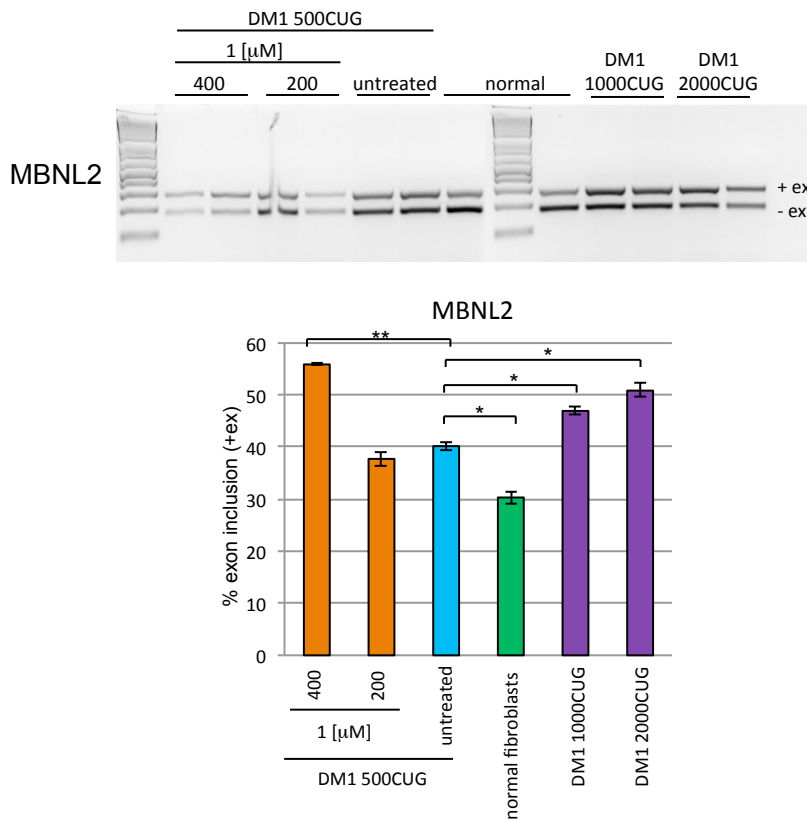 DM1 500CUG
1 [μM]
400 200 untreated normal DM1 1000CUG DM1 2000CUG
MBNL2
+ ex
- ex
MBNL2
% exon inclusion (+ex)
60
50
40
30
20
10
0
**
*
*
*
400
200
untreated
normal fibroblasts
DM1 1000CUG
DM1 2000CUG
1 [μM]
DM1 500CUG